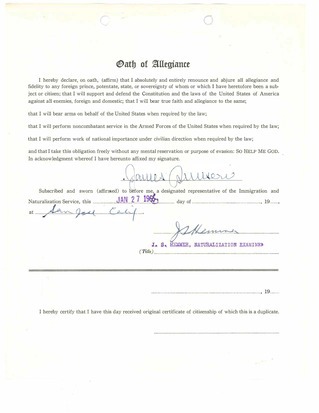 Oath of Allegiance
I hereby declare, on oath, (affirm) that I absolutely and entirely renounce and abjure all allegiance and
fidelity to any foreign prince, potentate, state, or sovereignty of whom or which I have heretofore been a sub-
ject or citizen; that I will support and defend the Constitution and the laws of the United States of America
against all enemies, foreign and domestic; that I will bear true faith and allegiance to the same;
that I will bear arms on behalf of the United States when required by the law;
that I will perform noncombatant service in the Armed Forces of the United States when required by the law;
that I will perform work of national importance under civilian direction when required by the law;
and that I take this obligation freely without any mental reservation or purpose of evasion: SO HELP ME GOD.
In acknowledgment whereof I have hereunto affixed my signature.
James
Subscribed and sworn (affirmed) to before me, a designated representative of the Immigration and
Naturalization Service, this JAN 27 day of , 19
at San Jose Calif
J. S. NATURALIZATION EXAMINER
(Title)
, 19
I hereby certify that I have this day received original certificate of citizenship of which this is a duplicate.